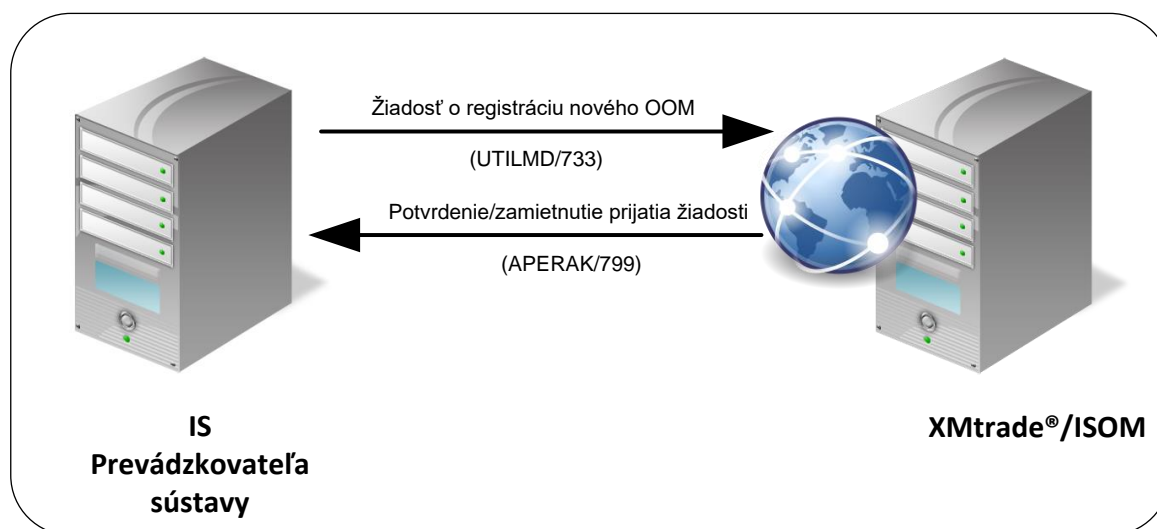 Žiadosť o registráciu nového OOM
(UTILMD/733)
Potvrdenie/zamietnutie prijatia žiadosti
(APERAK/799)
IS
Prevádzkovateľa
sústavy
XMtrade®/ISOM